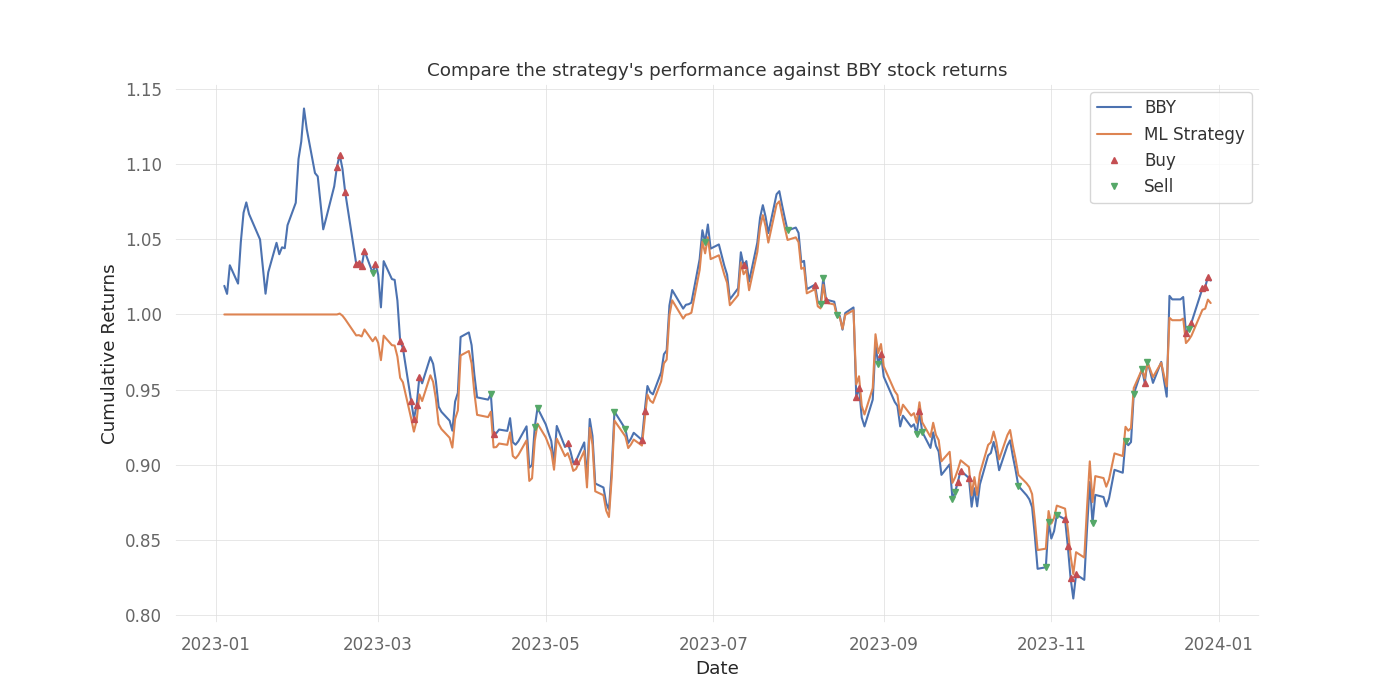 Compare the strategy's performance against BBY stock returns
BBY
ML Strategy
Buy
Sell
Cumulative Returns
1.15
1.10
1.05
1.00
0.95
0.90
0.85
0.80
2023-01
2023-03
2023-05
2023-07
2023-09
2023-11
2024-01
Date